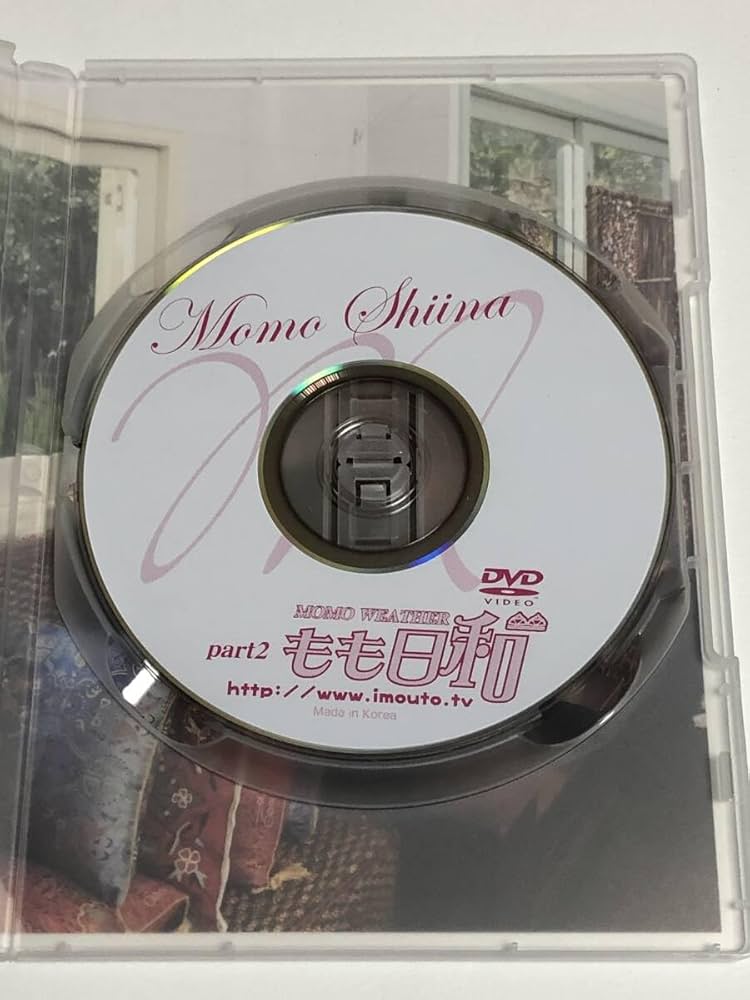 Momo Shiina
DVD
VIDEO
MOMO WEATHER
part2 もも日和
http://www.imouto.tv
Made in Korea